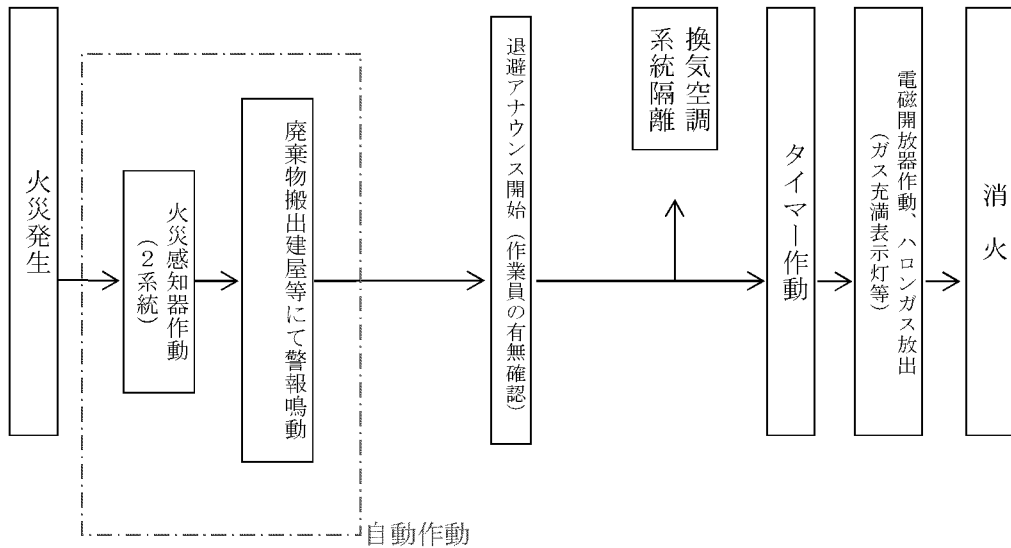 火災発生
火災感知器作動
(２系統)
廃棄物搬出建屋等にて警報鳴動
自動作動
退避アナウンス開始（作業員の有無確認）
換気空調
系統隔離
タイマー作動
電磁開放器作動、ハロンガス放出
(ガス充満表示灯等)
消火